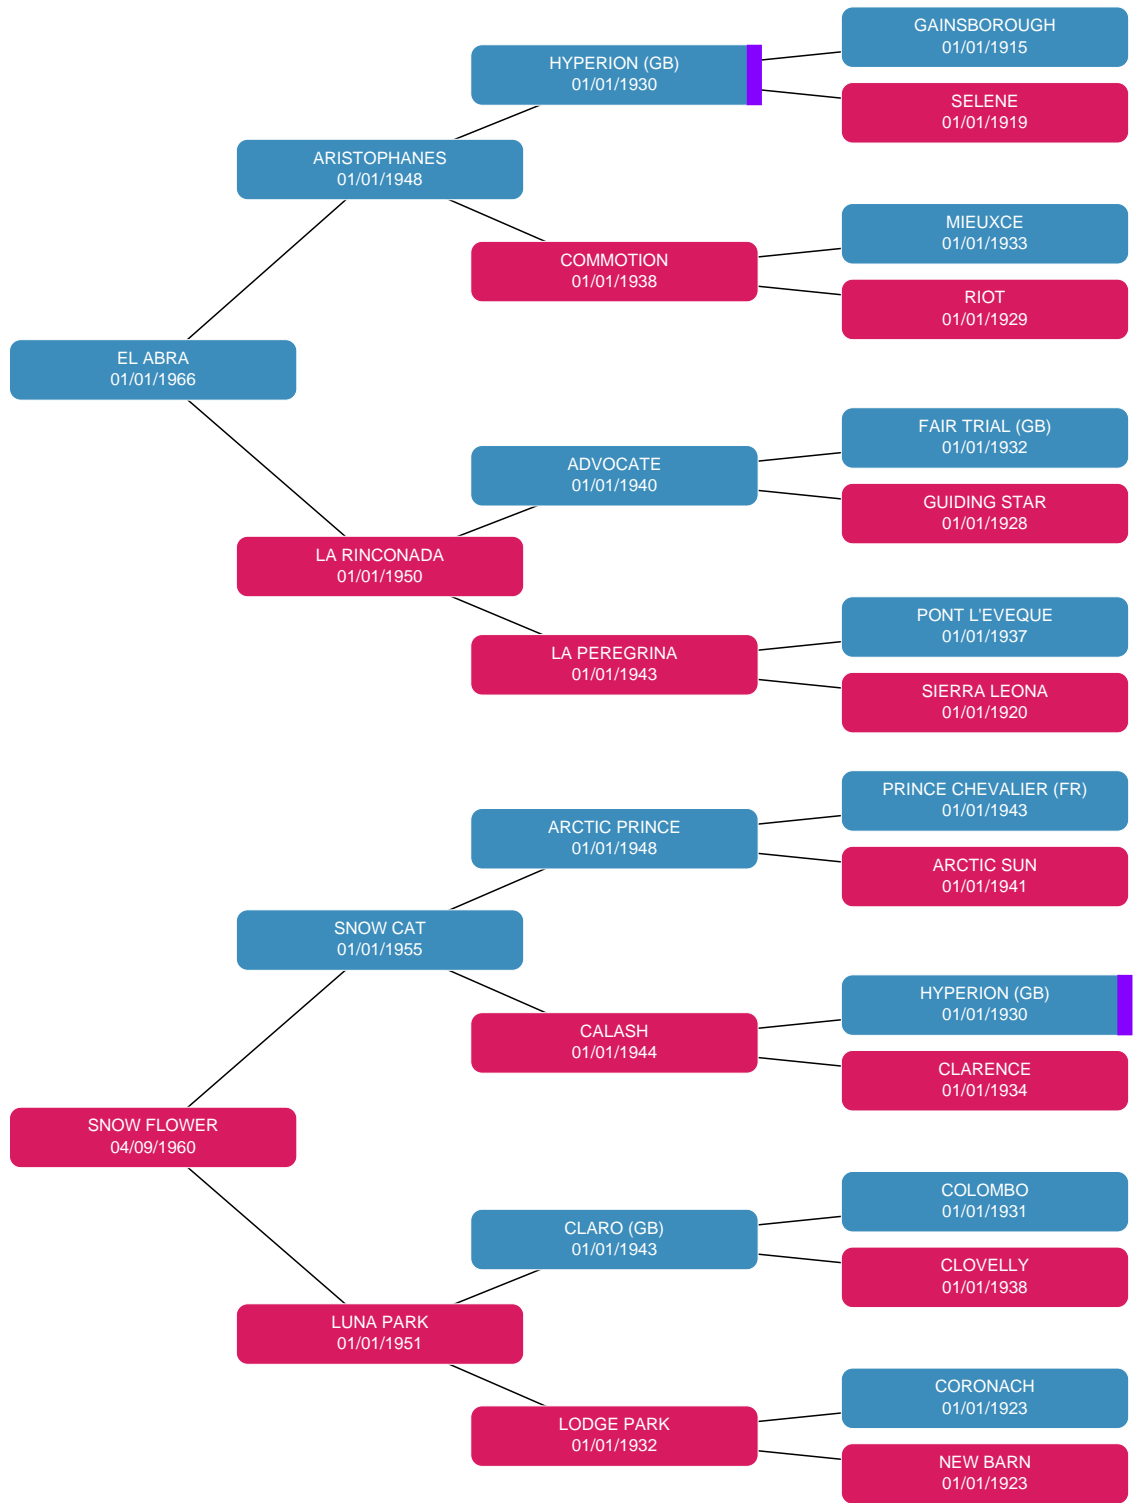 GAINSBOROUGH
01/01/1915
HYPERION (GB)
01/01/1930
SELENE
01/01/1919
ARISTOPHANES
01/01/1948
MIEUXCE
01/01/1933
COMMOTION
01/01/1938
RIOT
01/01/1929
EL ABRA
01/01/1966
FAIR TRIAL (GB)
01/01/1932
ADVOCATE
01/01/1940
GUIDING STAR
01/01/1928
LA RINCONADA
01/01/1950
PONT L'EVEQUE
01/01/1937
LA PEREGRINA
01/01/1943
SIERRA LEONA
01/01/1920
PRINCE CHEVALIER (FR)
01/01/1943
ARCTIC PRINCE
01/01/1948
ARCTIC SUN
01/01/1941
SNOW CAT
01/01/1955
HYPERION (GB)
01/01/1930
CALASH
01/01/1944
CLARENCE
01/01/1934
SNOW FLOWER
04/09/1960
COLOMBO
01/01/1931
CLARO (GB)
01/01/1943
CLOVELLY
01/01/1938
LUNA PARK
01/01/1951
CORONACH
01/01/1923
LODGE PARK
01/01/1932
NEW BARN
01/01/1923